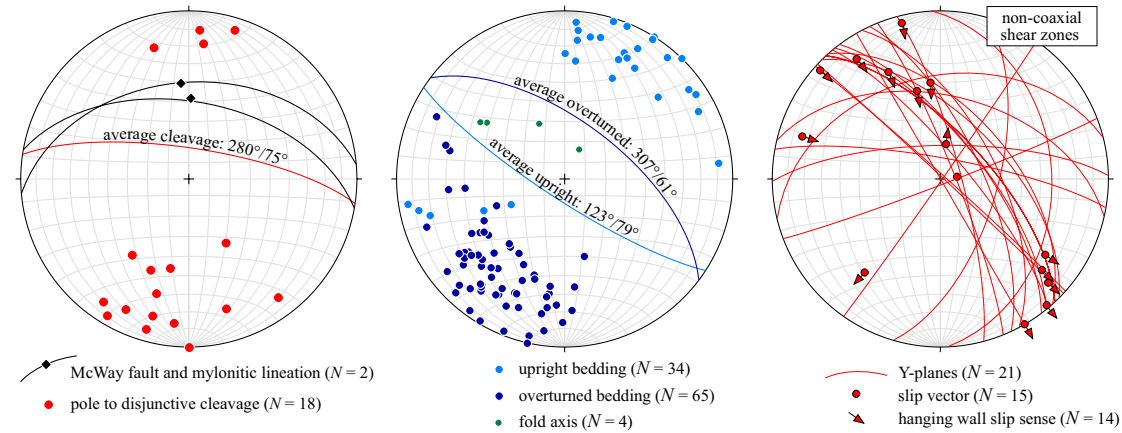 non-coaxial
shear zones
average cleavage: 280°/75°
average overturned: 307°/61°
average upright: 123°/79°
McWay fault and mylonitic lineation (N = 2)
pole to disjunctive cleavage (N = 18)
upright bedding (N = 34)
overturned bedding (N = 65)
fold axis (N = 4)
Y-planes (N = 21)
slip vector (N = 15)
hanging wall slip sense (N = 14)